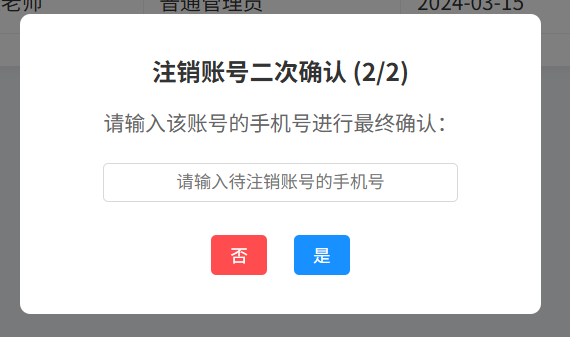 老师 普通管理员 2024-03-15
注销账号二次确认 (2/2)
请输入该账号的手机号进行最终确认：
请输入待注销账号的手机号
否 是